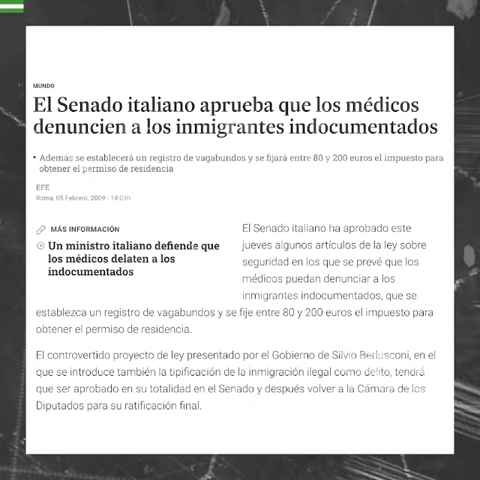 MUNDO
El Senado italiano aprueba que los médicos
denuncien a los inmigrantes indocumentados
• Además se establecerá un registro de vagabundos y se fijará entre 80 y 200 euros el impuesto para
obtener el permiso de residencia
EFE
Roma, 05 Febrero, 2009 - 14:09h
MÁS INFORMACIÓN
Un ministro italiano defiende que
los médicos delaten a los
indocumentados
El Senado italiano ha aprobado este
jueves algunos artículos de la ley sobre
seguridad en los que se prevé que los
médicos puedan denunciar a los
inmigrantes indocumentados, que se
establezca un registro de vagabundos y se fije entre 80 y 200 euros el impuesto para
obtener el permiso de residencia.
El controvertido proyecto de ley presentado por el Gobierno de Silvio Berlusconi, en el
que se introduce también la tipificación de la inmigración ilegal como delito, tendrá
que ser aprobado en su totalidad en el Senado y después volver a la Cámara de los
Diputados para su ratificación final.